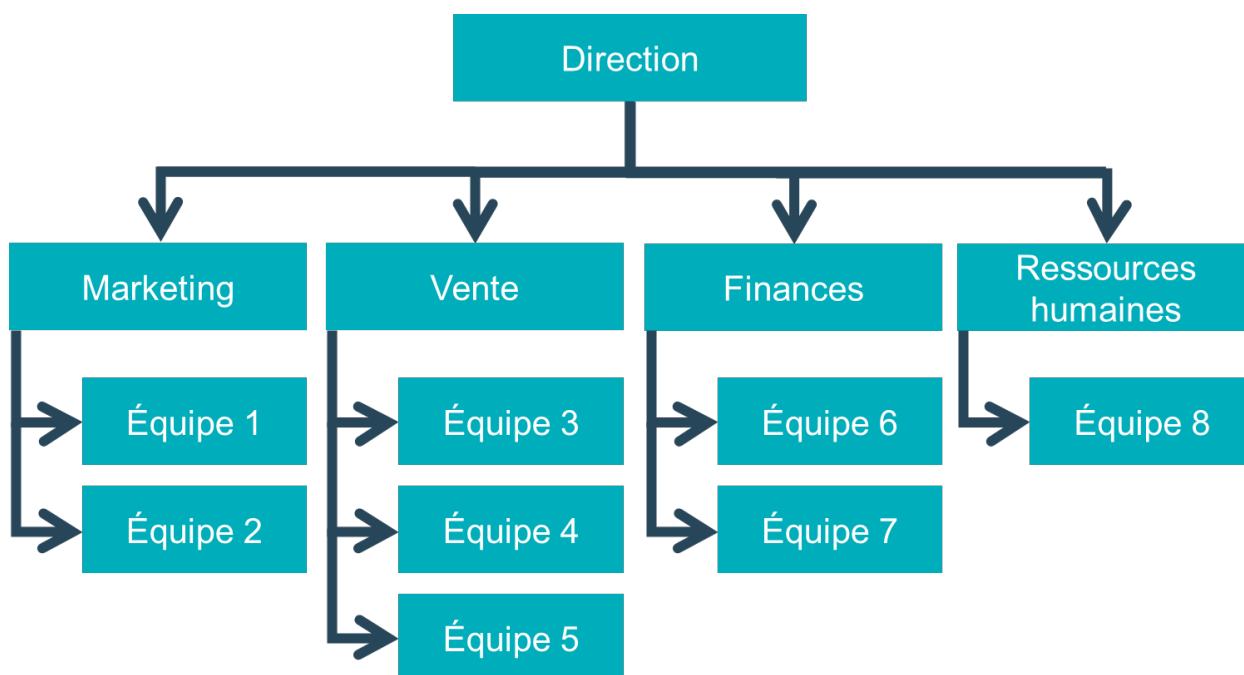 Direction
Marketing
Vente
Finances
Ressources
humaines
Équipe 1
Équipe 3
Équipe 6
Équipe 8
Équipe 2
Équipe 4
Équipe 7
Équipe 5